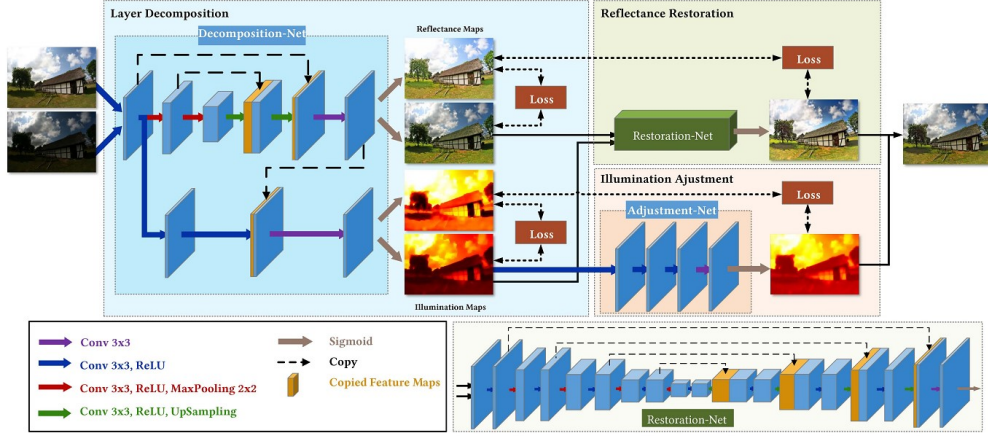 Layer Decomposition
Decomposition-Net
Reflectance Maps
Loss
Loss
Illumination Maps
Reflectance Restoration
Loss
Restoration-Net
Illumination Ajustment
Loss
Adjustment-Net
Conv 3x3
Conv 3x3, ReLU
Conv 3x3, ReLU, MaxPooling 2x2
Conv 3x3, ReLU, UpSampling
Sigmoid
Copy
Copied Feature Maps
Restoration-Net